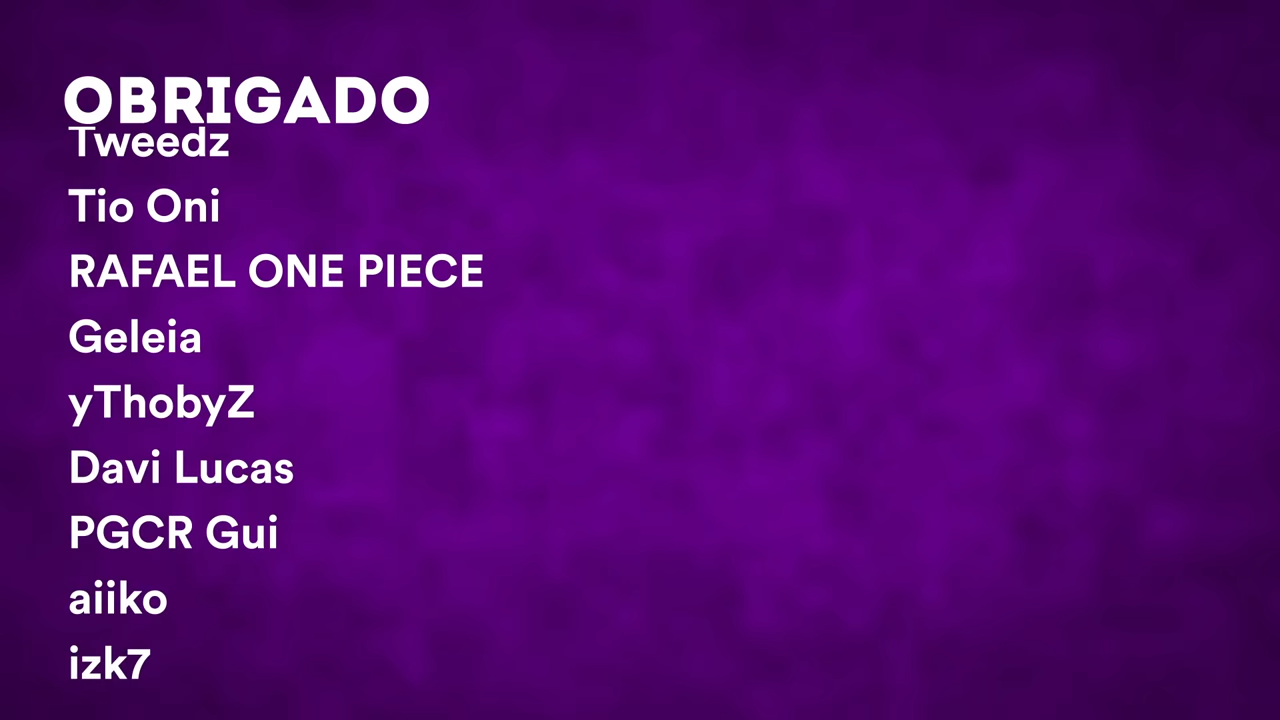 OBRIGADO
Tweedz
Tio Oni
RAFAEL ONE PIECE
Geleia
yThobyZ
Davi Lucas
PGCR Gui
aiiko
izk7